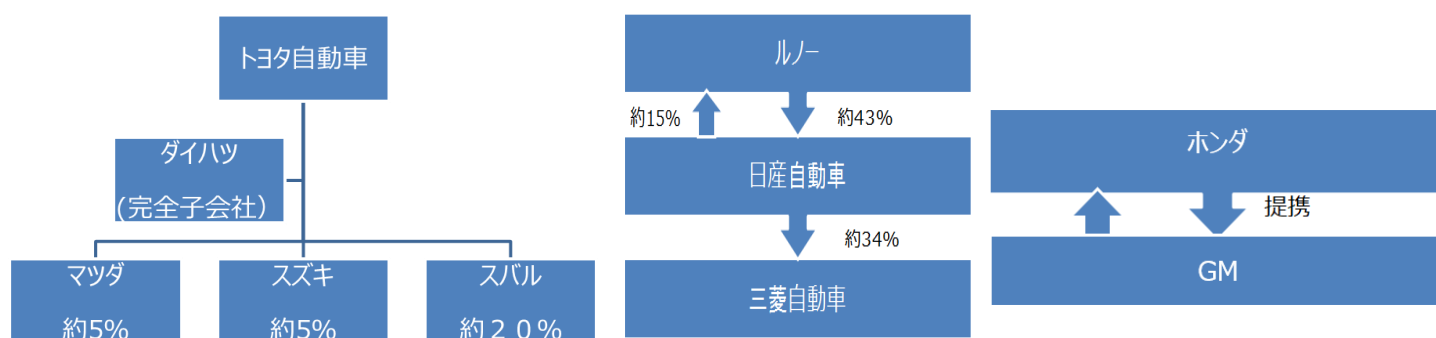 トヨタ自動車
ダイハツ
(完全子会社）
マツダ
約5%
スズキ
約5%
スバル
約２０%
ルノー
約15%
約43%
日産自動車
約34%
三菱自動車
ホンダ
提携
GM